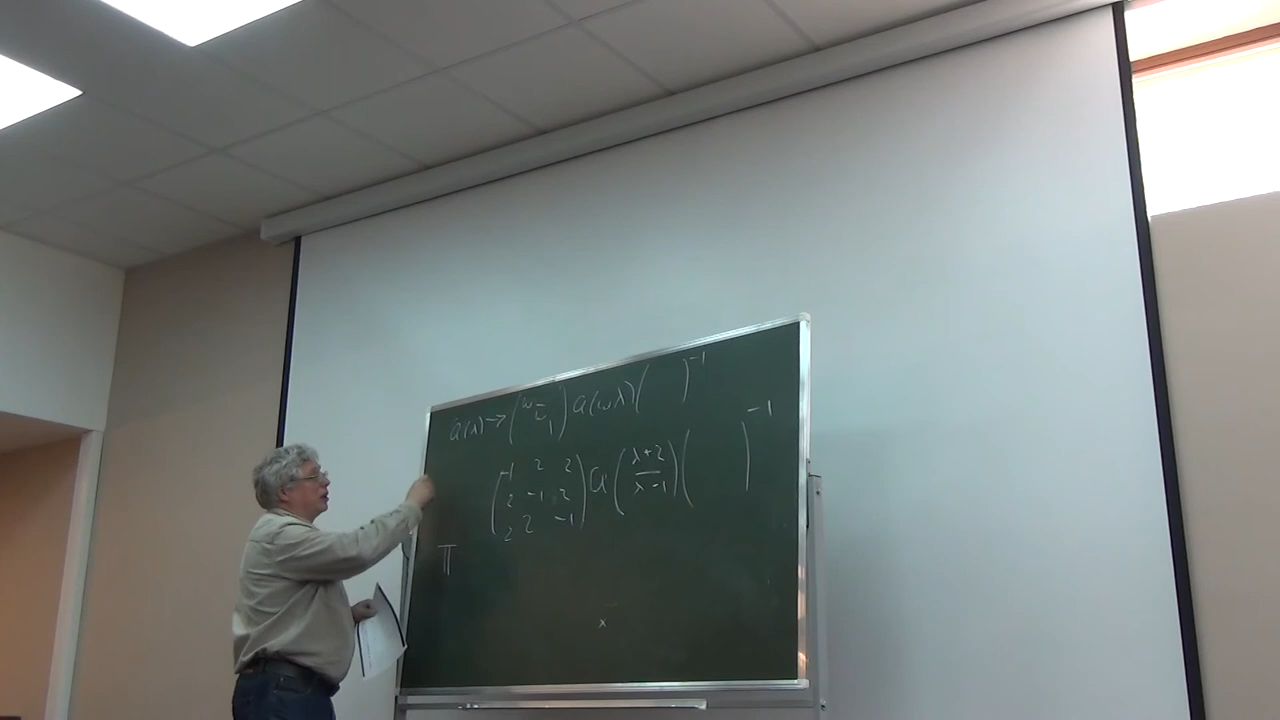 a(λ) → (ω ω̄ 1) a(ωλ) (   )⁻¹
(-1 2 2
2 -1 2
2 2 -1) a (λ+2 / λ-1) (   )⁻¹
π
x